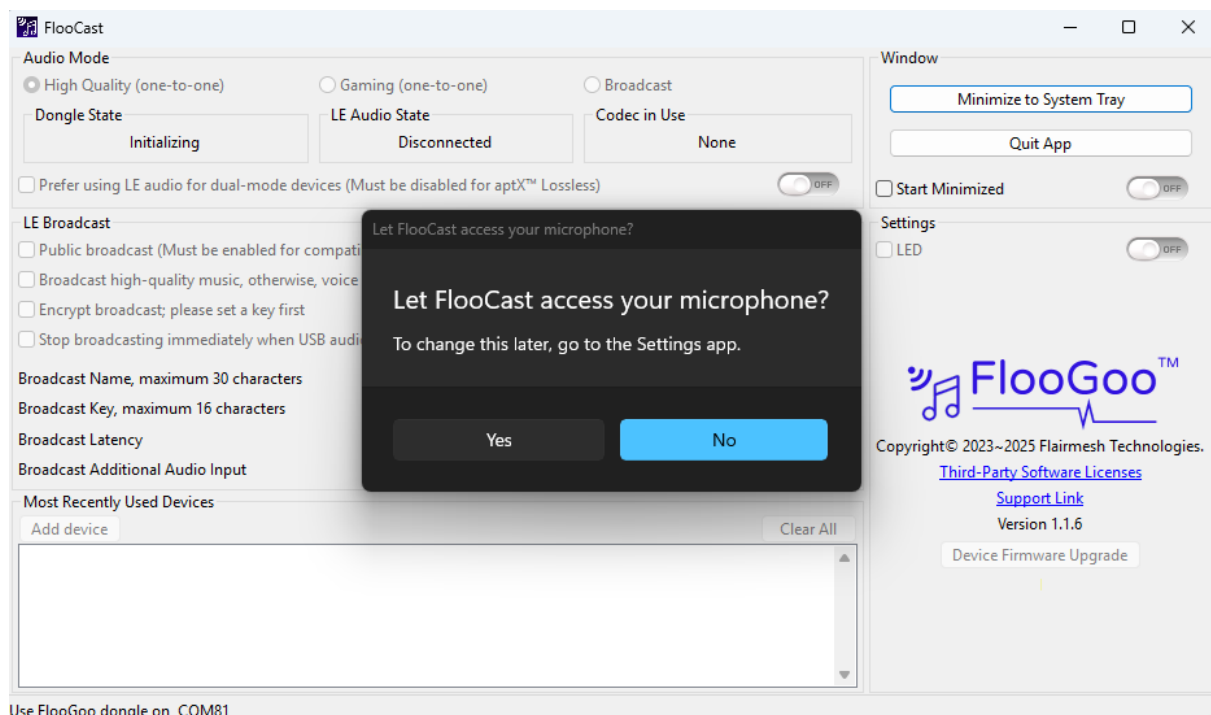 FlooCast
Audio Mode
High Quality (one-to-one)
Gaming (one-to-one)
Broadcast
Dongle State
Initializing
LE Audio State
Disconnected
Codec in Use
None
Prefer using LE audio for dual-mode devices (Must be disabled for aptX™ Lossless)
OFF
LE Broadcast
Public broadcast (Must be enabled for compati
Broadcast high-quality music, otherwise, voice
Encrypt broadcast; please set a key first
Stop broadcasting immediately when USB audi
Broadcast Name, maximum 30 characters
Broadcast Key, maximum 16 characters
Broadcast Latency
Broadcast Additional Audio Input
Most Recently Used Devices
Add device
Clear All
Let FlooCast access your microphone?
Let FlooCast access your microphone?
To change this later, go to the Settings app.
Yes
No
Window
Minimize to System Tray
Quit App
Start Minimized
OFF
Settings
LED
OFF
FlooGoo™
Copyright© 2023~2025 Flairmesh Technologies.
Third-Party Software Licenses
Support Link
Version 1.1.6
Device Firmware Upgrade
Use FlooGoo dongle on COM81